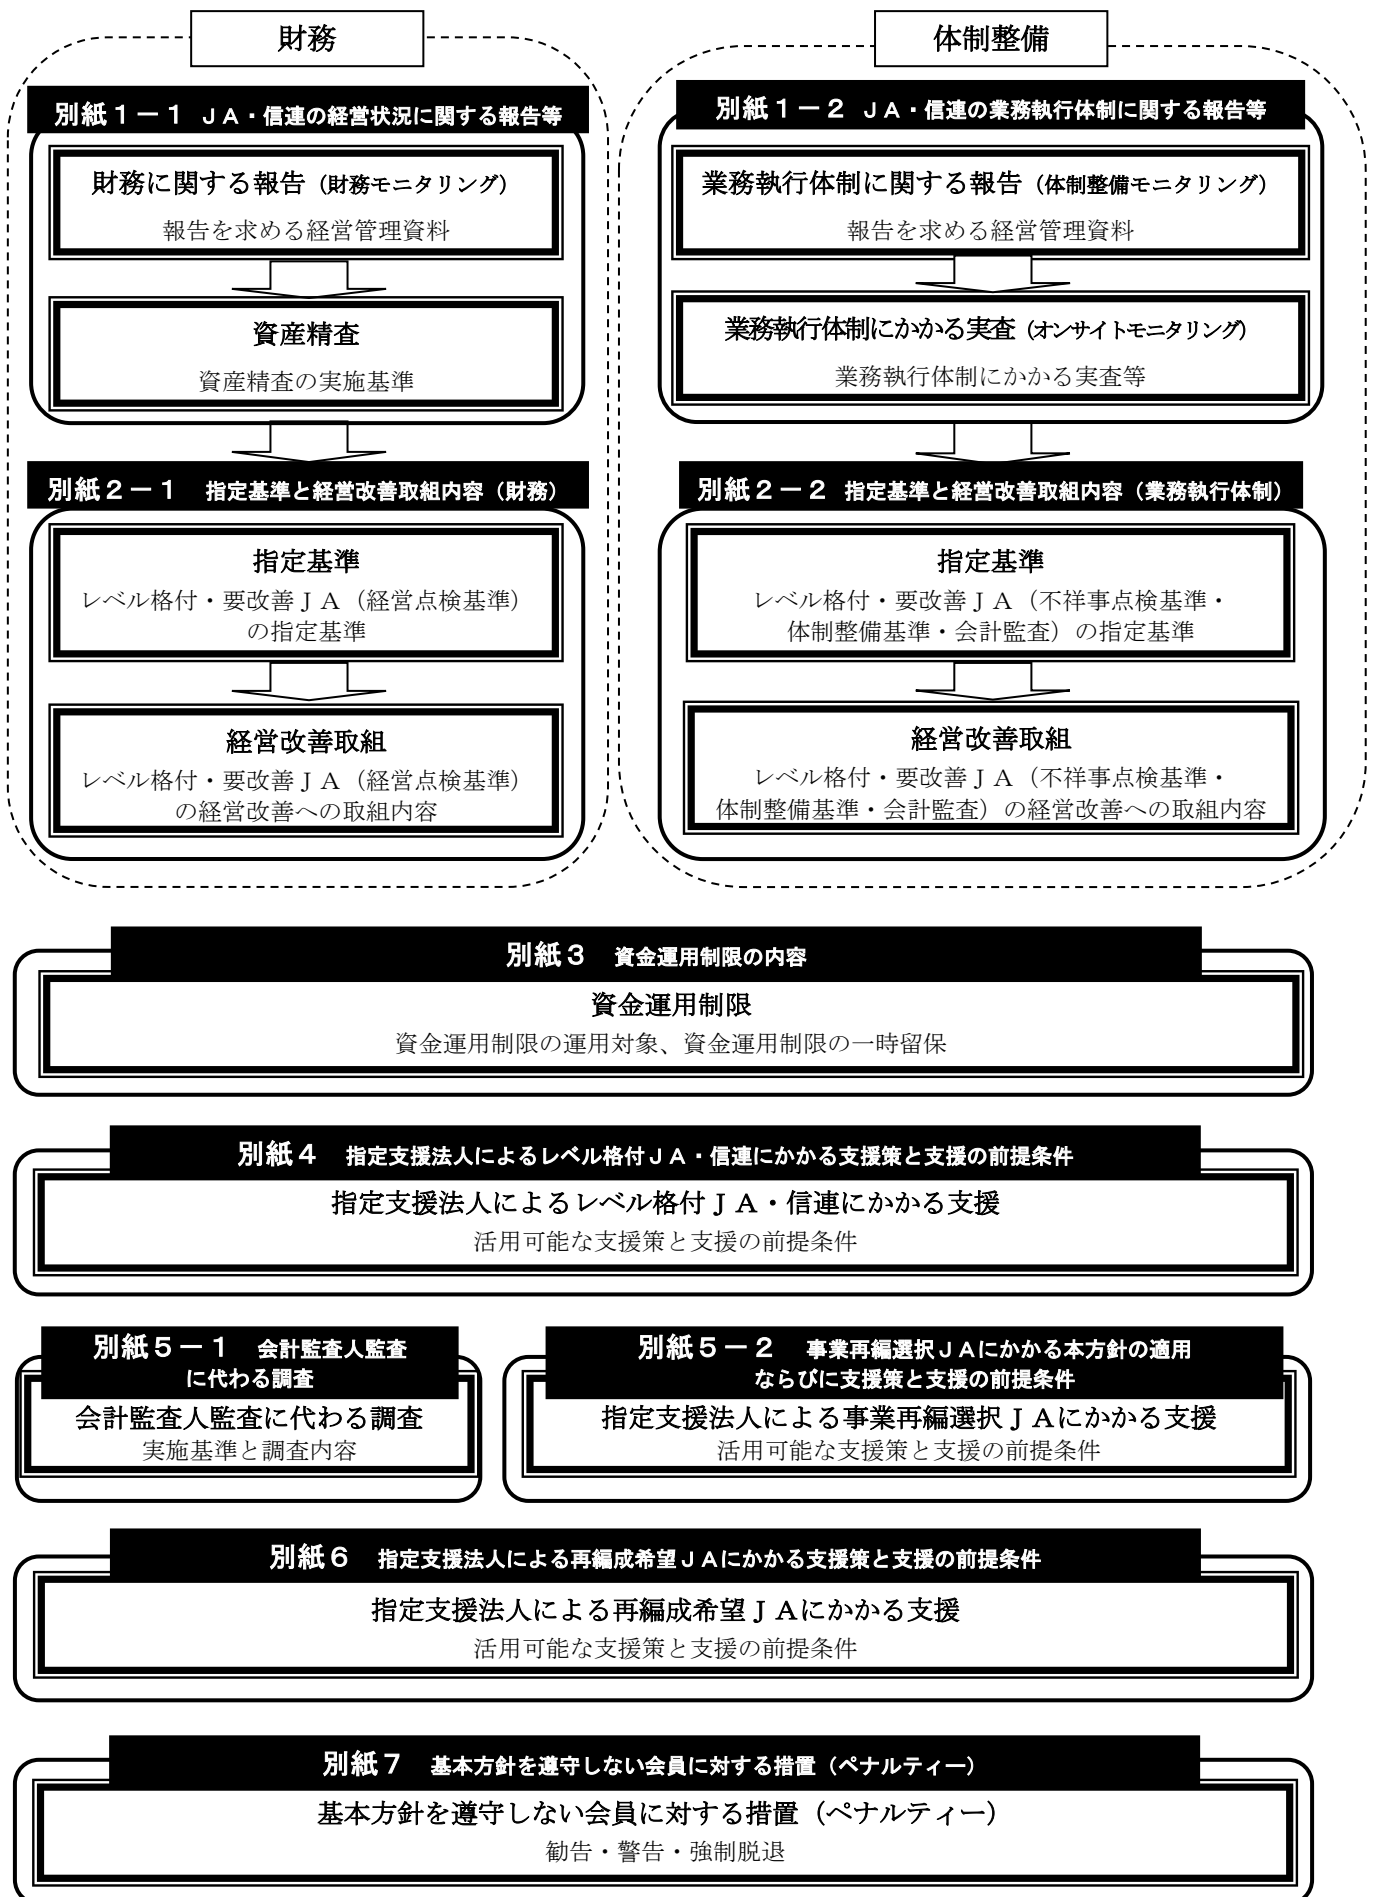 財務
別紙１－１ ＪＡ・信連の経営状況に関する報告等
財務に関する報告（財務モニタリング）
報告を求める経営管理資料
資産精査
資産精査の実施基準
別紙２－１ 指定基準と経営改善取組内容（財務）
指定基準
レベル格付・要改善ＪＡ（経営点検基準）
の指定基準
経営改善取組
レベル格付・要改善ＪＡ（経営点検基準）
の経営改善への取組内容
体制整備
別紙１－２ ＪＡ・信連の業務執行体制に関する報告等
業務執行体制に関する報告（体制整備モニタリング）
報告を求める経営管理資料
業務執行体制にかかる実査（オンサイトモニタリング）
業務執行体制にかかる実査等
別紙２－２ 指定基準と経営改善取組内容（業務執行体制）
指定基準
レベル格付・要改善ＪＡ（不祥事点検基準・
体制整備基準・会計監査）の指定基準
経営改善取組
レベル格付・要改善ＪＡ（不祥事点検基準・
体制整備基準・会計監査）の経営改善への取組内容
別紙３ 資金運用制限の内容
資金運用制限
資金運用制限の運用対象、資金運用制限の一時留保
別紙４ 指定支援法人によるレベル格付ＪＡ・信連にかかる支援策と支援の前提条件
指定支援法人によるレベル格付ＪＡ・信連にかかる支援
活用可能な支援策と支援の前提条件
別紙５－１ 会計監査人監査
に代わる調査
会計監査人監査に代わる調査
実施基準と調査内容
別紙５－２ 事業再編選択ＪＡにかかる本方針の適用
ならびに支援策と支援の前提条件
指定支援法人による事業再編選択ＪＡにかかる支援
活用可能な支援策と支援の前提条件
別紙６ 指定支援法人による再編成希望ＪＡにかかる支援策と支援の前提条件
指定支援法人による再編成希望ＪＡにかかる支援
活用可能な支援策と支援の前提条件
別紙７ 基本方針を遵守しない会員に対する措置（ペナルティー）
基本方針を遵守しない会員に対する措置（ペナルティー）
勧告・警告・強制脱退